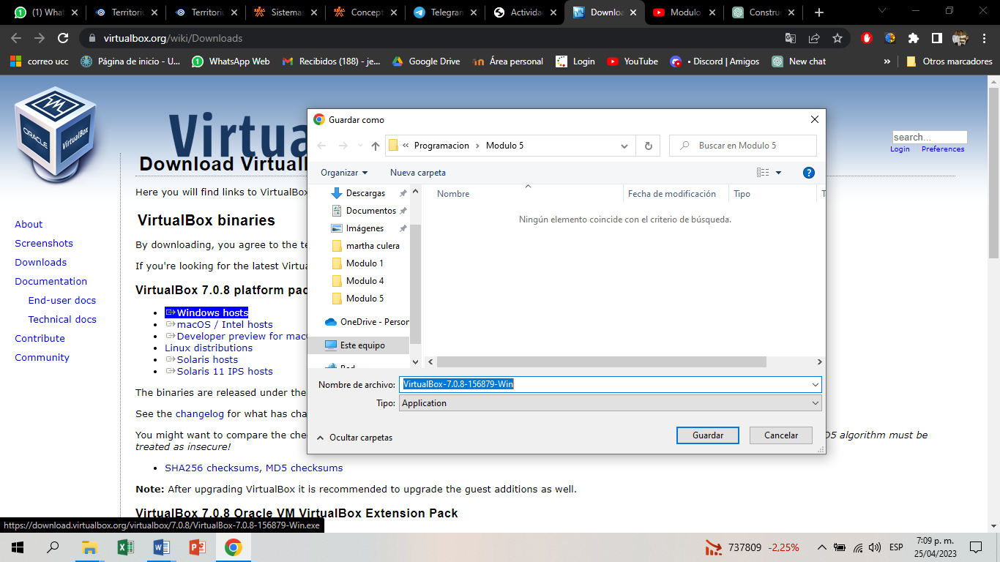 (1) What
Territoriu
Territoriu
Sistemas
Concept
Telegram
Actividad
Downloa
Modulo
Constru
virtualbox.org/wiki/Downloads
correo ucc
Página de inicio - U...
WhatsApp Web
Recibidos (188) - je...
Google Drive
Área personal
Login
YouTube
• Discord | Amigos
New chat
»
Otros marcadores
ORACLE
VirtualBox
Virtua
search...
Login Preferences
Download Virtuall
Here you will find links to VirtualBox
VirtualBox binaries
By downloading, you agree to the te
If you're looking for the latest Virtua
VirtualBox 7.0.8 platform pac
Windows hosts
macOS / Intel hosts
Developer preview for mac
Linux distributions
Solaris hosts
Solaris 11 IPS hosts
The binaries are released under the
See the changelog for what has cha
You might want to compare the che
D5 algorithm must be
treated as insecure!
SHA256 checksums, MD5 checksums
Note: After upgrading VirtualBox it is recommended to upgrade the guest additions as well.
VirtualBox 7.0.8 Oracle VM VirtualBox Extension Pack
About
Screenshots
Downloads
Documentation
End-user docs
Technical docs
Contribute
Community
Guardar como
« Programacion › Modulo 5
Buscar en Modulo 5
Organizar
Nueva carpeta
Descargas
Documentos
Imágenes
martha culera
Modulo 1
Modulo 4
Modulo 5
OneDrive - Person
Este equipo
Red
Nombre
Fecha de modificación
Tipo
T
Ningún elemento coincide con el criterio de búsqueda.
Nombre de archivo: VirtualBox-7.0.8-156879-Win
Tipo: Application
Ocultar carpetas
Guardar
Cancelar
https://download.virtualbox.org/virtualbox/7.0.8/VirtualBox-7.0.8-156879-Win.exe
737809 -2,25%
ESP
7:09 p. m.
25/04/2023